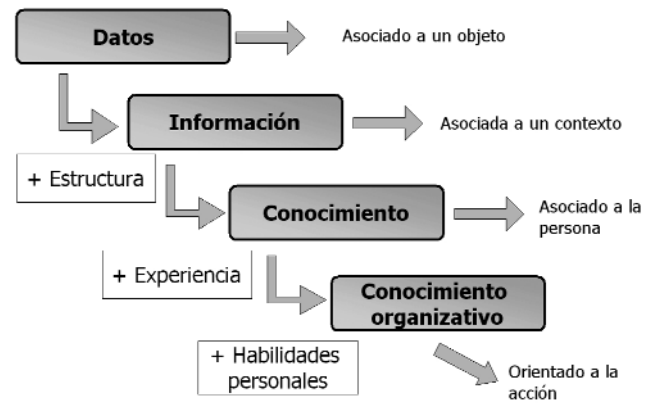 Datos
Asociado a un objeto
Información
Asociada a un contexto
+ Estructura
Conocimiento
Asociado a la
persona
+ Experiencia
Conocimiento
organizativo
+ Habilidades
personales
Orientado a la
acción